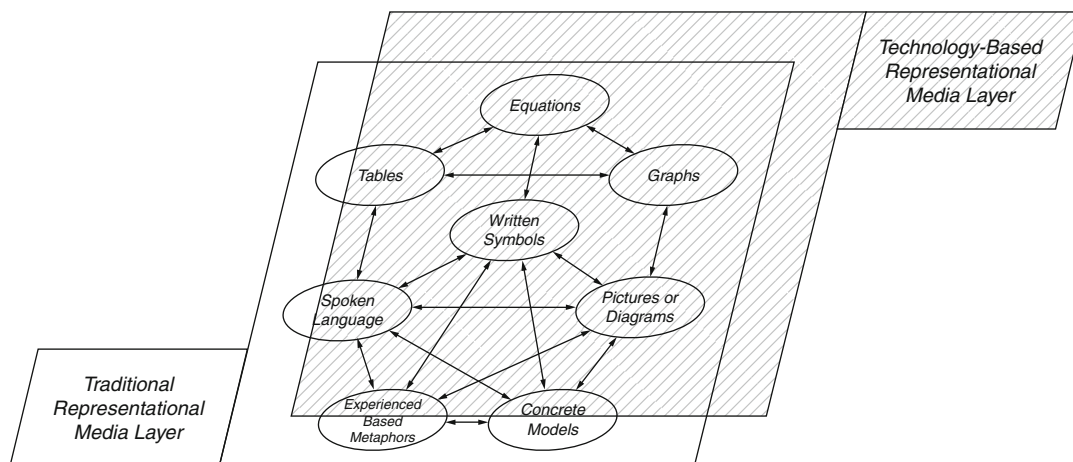 Technology-Based
Representational
Media Layer
Equations
Tables
Graphs
Written
Symbols
Spoken
Language
Pictures or
Diagrams
Traditional
Representational
Media Layer
Experienced
Based
Metaphors
Concrete
Models